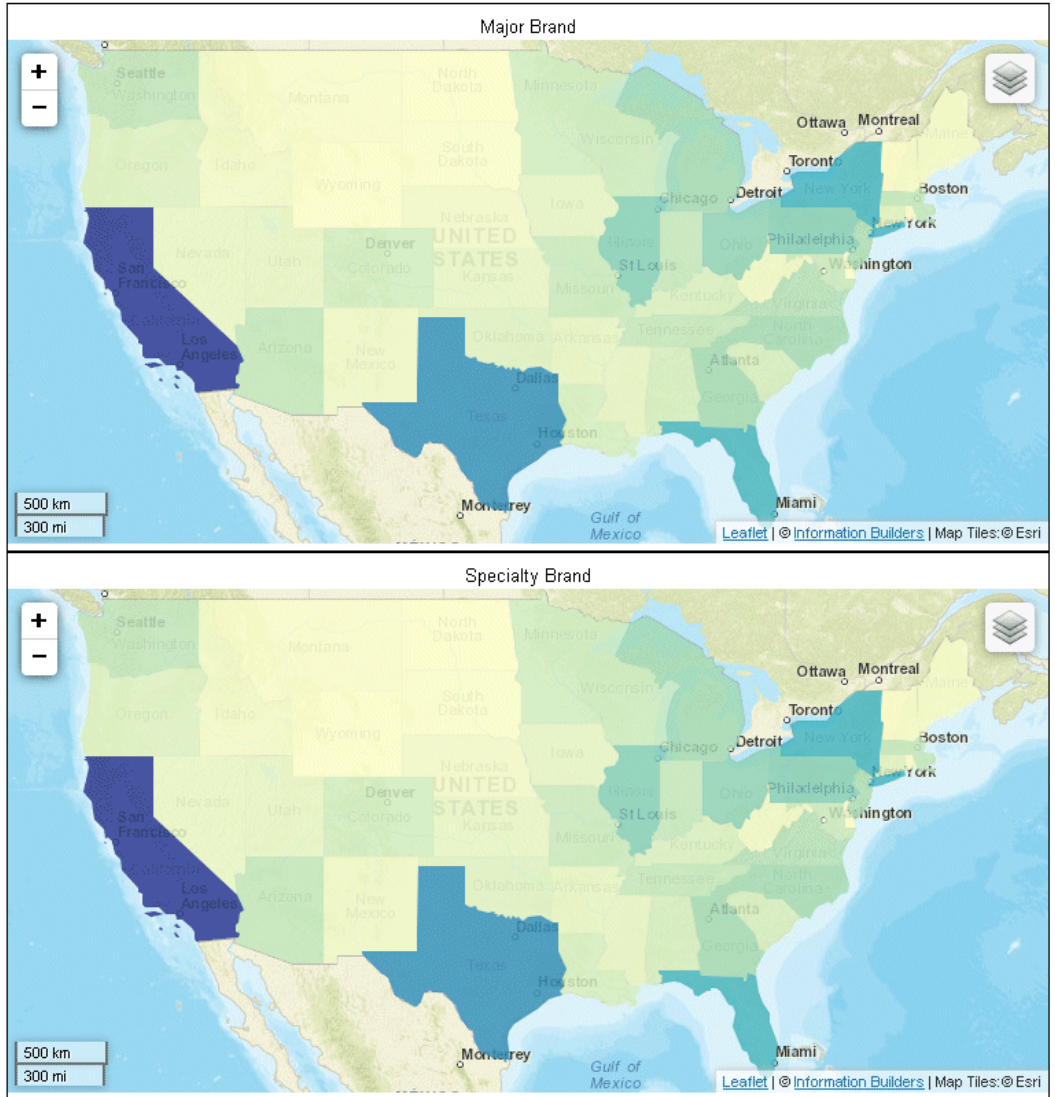 Major Brand
+
−
Seattle
Washington
Montana
North
Dakota
Minnesota
Ottawa
Montreal
Maine
Oregon
Idaho
South
Dakota
Wisconsin
Toronto
Wyoming
New York
Boston
Chicago
Detroit
Iowa
Nebraska
Nevada
Utah
Denver
Colorado
UNITED
STATES
Kansas
Illinois
St Louis
Ohio
Philadelphia
New York
Washington
San
Francisco
California
Missouri
Kentucky
Virginia
Los
Angeles
Arizona
New
Mexico
Oklahoma
Arkansas
Tennessee
North
Carolina
Atlanta
Georgia
Dallas
Texas
Houston
500 km
300 mi
Monterrey
Gulf of
Mexico
Miami
Leaflet | © Information Builders | Map Tiles:© Esri
Specialty Brand
+
−
Seattle
Washington
Montana
North
Dakota
Minnesota
Ottawa
Montreal
Maine
Oregon
Idaho
South
Dakota
Wisconsin
Toronto
Wyoming
New York
Boston
Chicago
Detroit
Iowa
Nebraska
Nevada
Utah
Denver
Colorado
UNITED
STATES
Kansas
Illinois
St Louis
Ohio
Philadelphia
New York
Washington
San
Francisco
California
Missouri
Kentucky
Virginia
Los
Angeles
Arizona
New
Mexico
Oklahoma
Arkansas
Tennessee
North
Carolina
Atlanta
Georgia
Dallas
Texas
Houston
500 km
300 mi
Monterrey
Gulf of
Mexico
Miami
Leaflet | © Information Builders | Map Tiles:© Esri